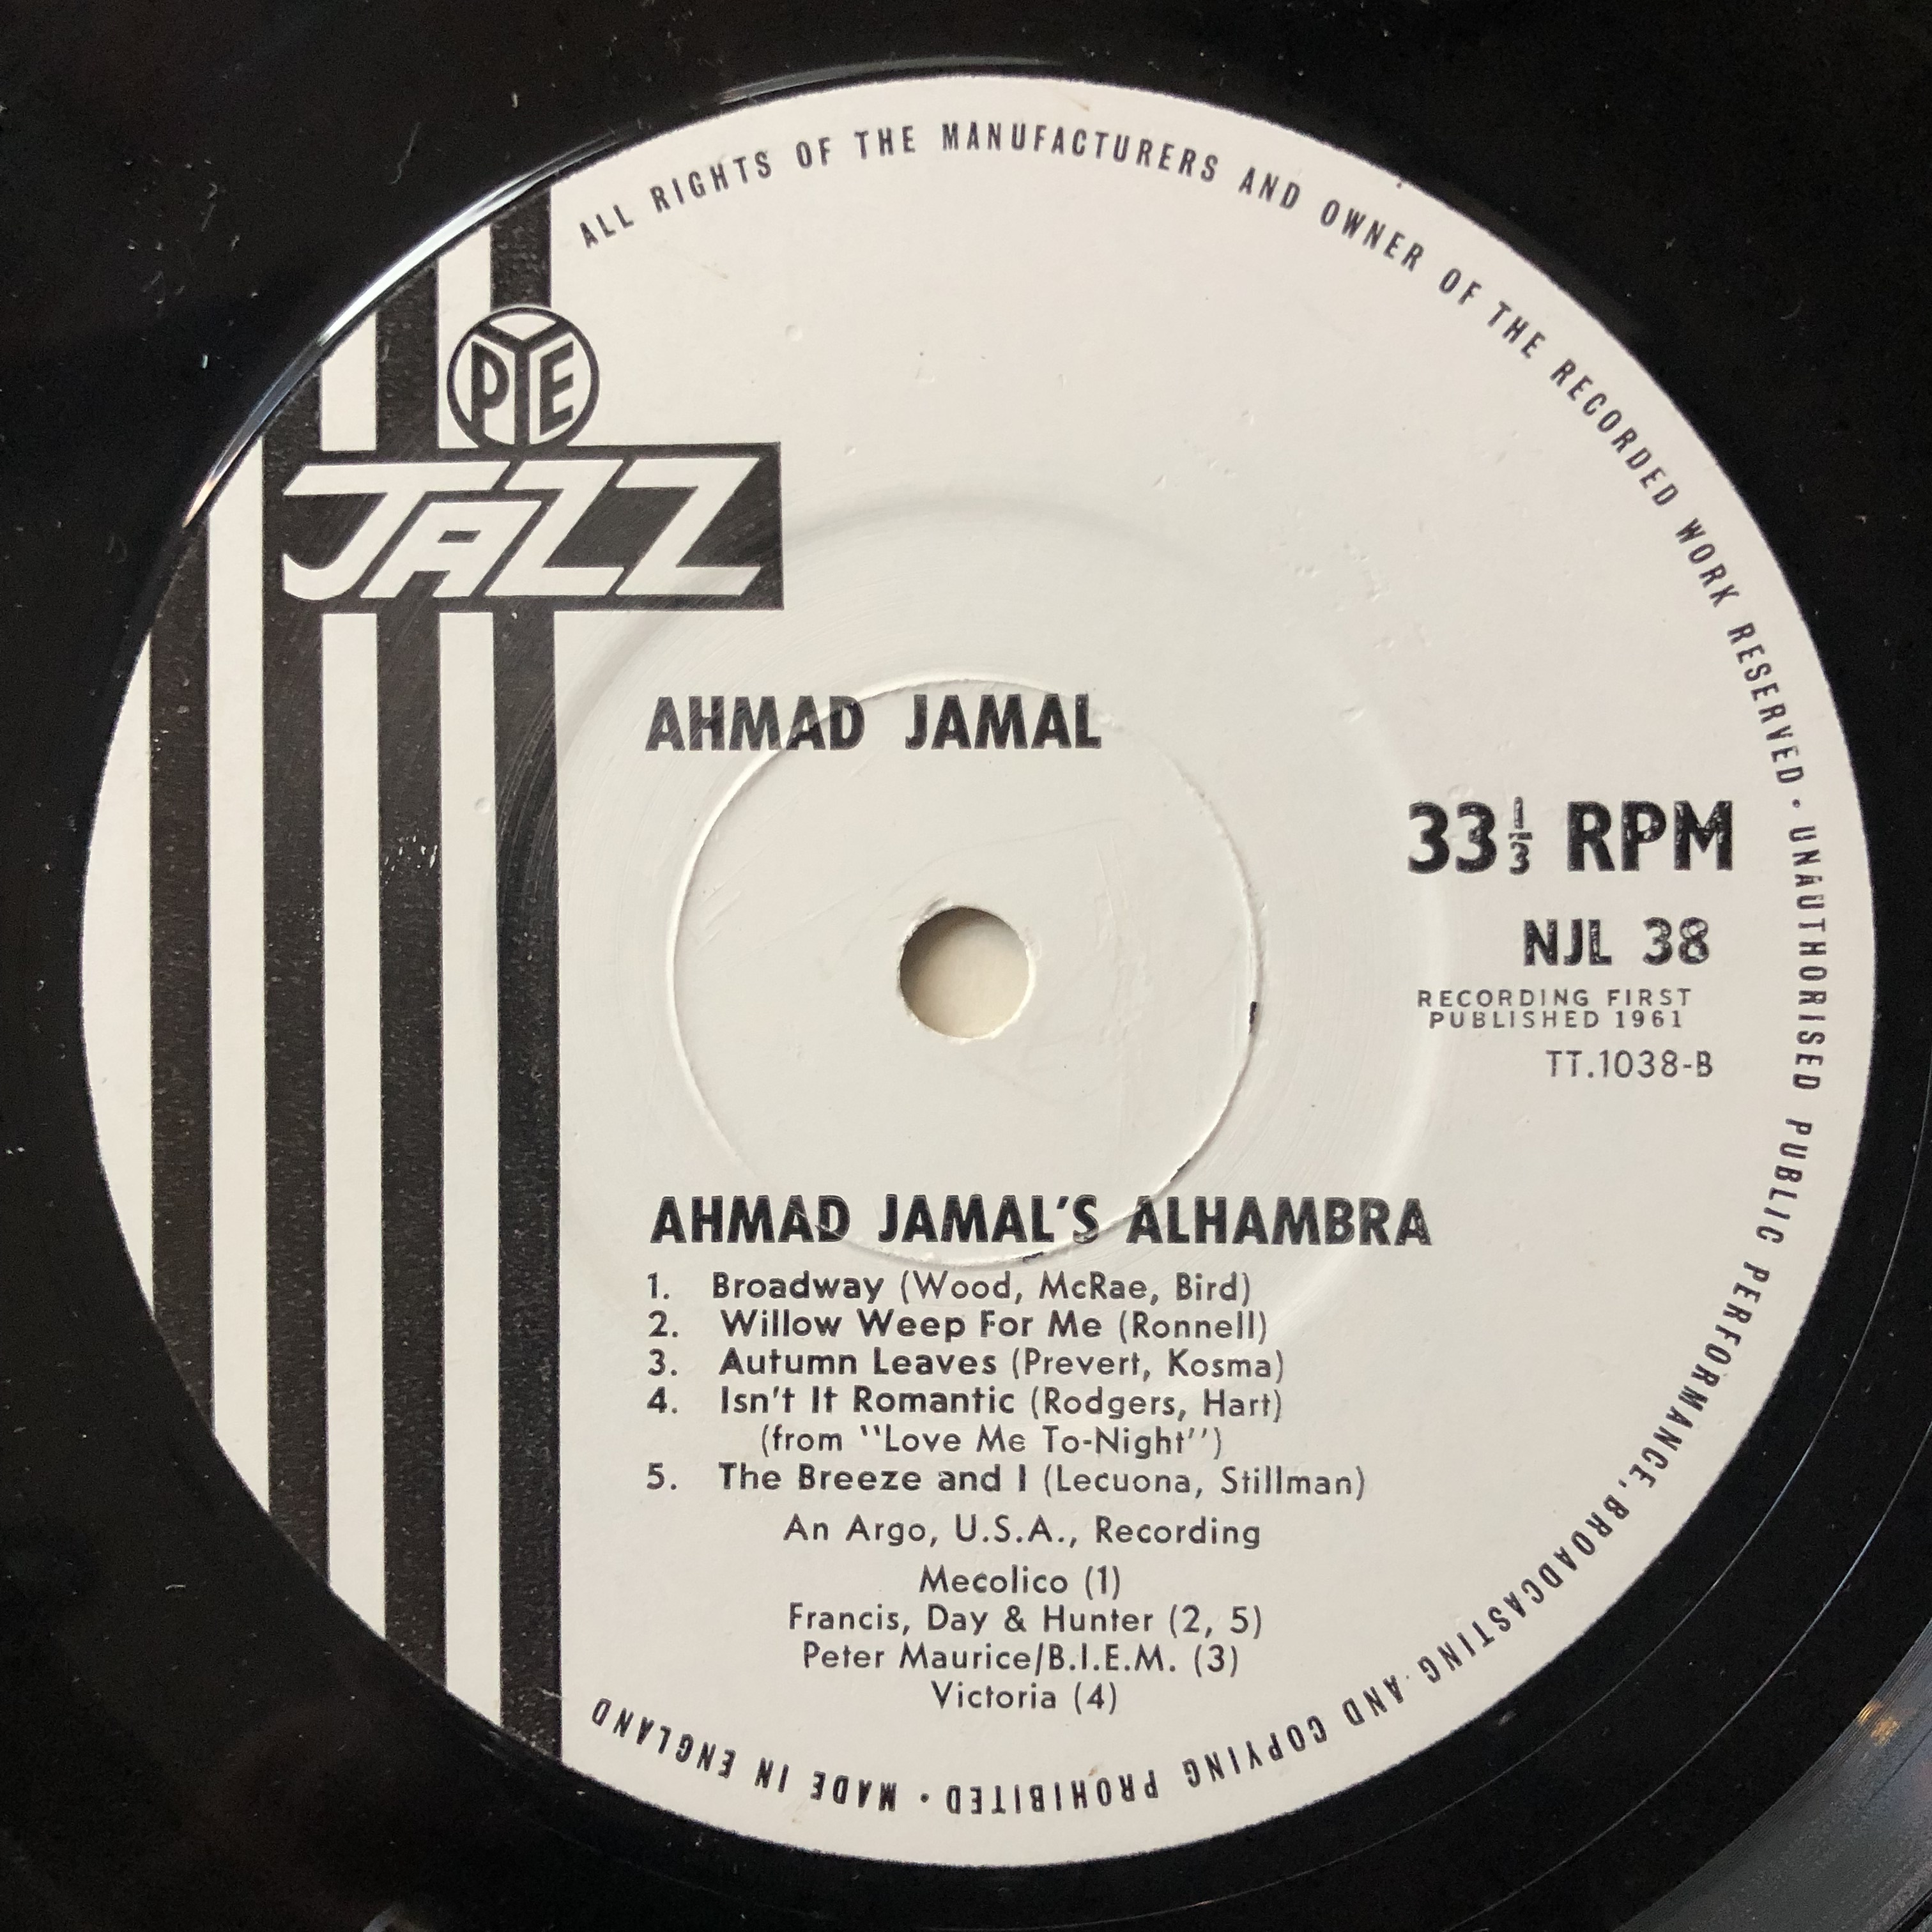 ALL RIGHTS OF THE MANUFACTURERS AND OWNER OF THE RECORDED WORK RESERVED · UNAUTHORISED PUBLIC PERFORMANCE, BROADCASTING AND COPYING PROHIBITED · MADE IN ENGLAND
PYE
JAZZ
AHMAD JAMAL
33⅓ RPM
NJL 38
RECORDING FIRST
PUBLISHED 1961
TT.1038-B
AHMAD JAMAL'S ALHAMBRA
1. Broadway (Wood, McRae, Bird)
2. Willow Weep For Me (Ronnell)
3. Autumn Leaves (Prevert, Kosma)
4. Isn't It Romantic (Rodgers, Hart)
(from "Love Me To-Night")
5. The Breeze and I (Lecuona, Stillman)
An Argo, U.S.A., Recording
Mecolico (1)
Francis, Day & Hunter (2, 5)
Peter Maurice/B.I.E.M. (3)
Victoria (4)